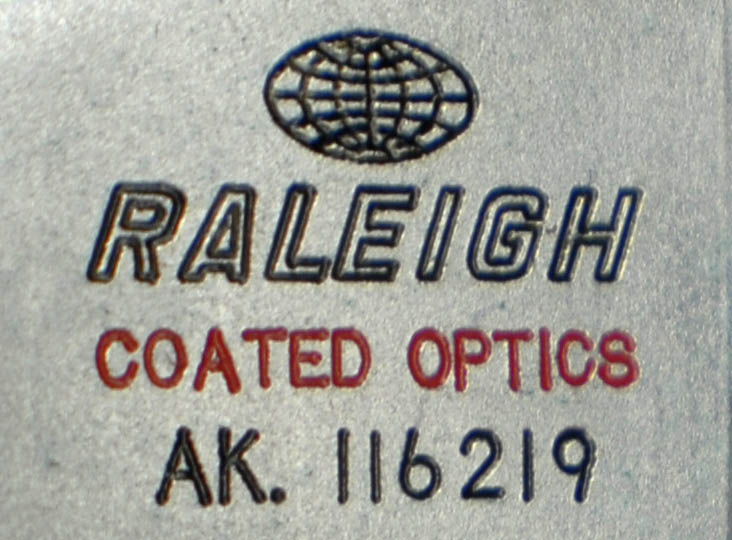 RALEIGH
COATED OPTICS
AK. 116219